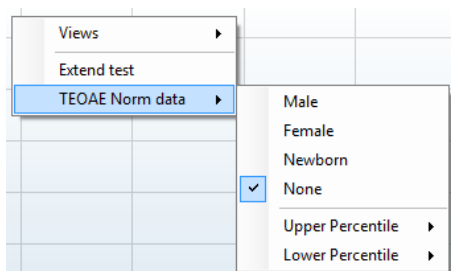 Views
Extend test
TEOAE Norm data
Male
Female
Newborn
None
Upper Percentile
Lower Percentile